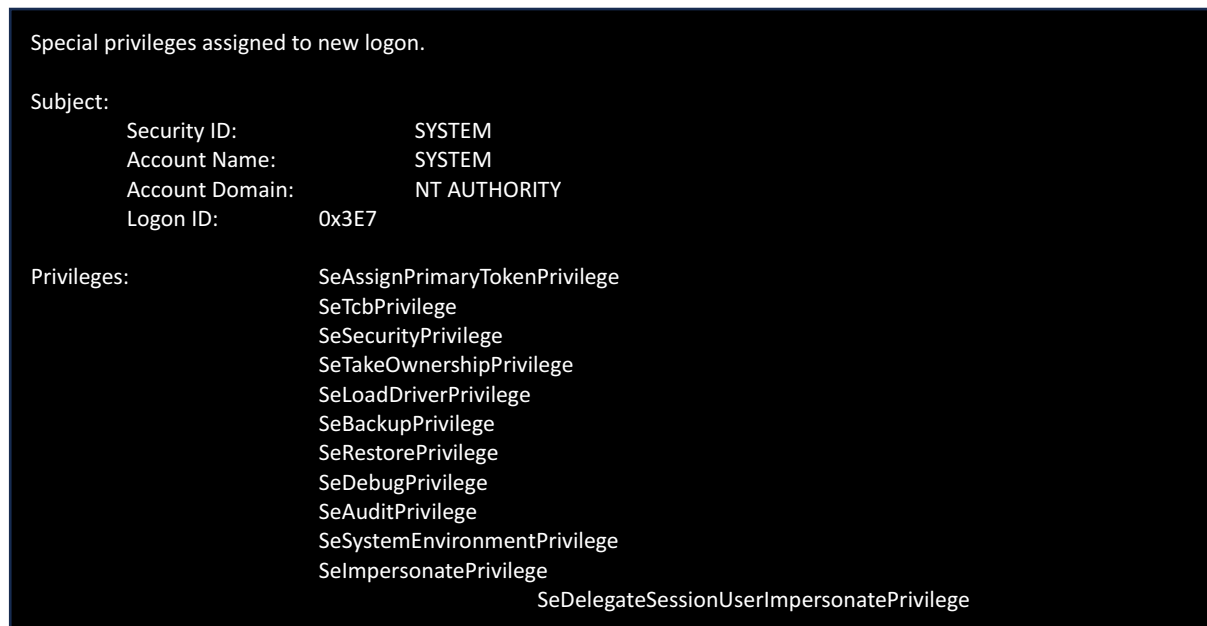 Special privileges assigned to new logon.
Subject:
Security ID: SYSTEM
Account Name: SYSTEM
Account Domain: NT AUTHORITY
Logon ID: 0x3E7
Privileges: SeAssignPrimaryTokenPrivilege
SeTcbPrivilege
SeSecurityPrivilege
SeTakeOwnershipPrivilege
SeLoadDriverPrivilege
SeBackupPrivilege
SeRestorePrivilege
SeDebugPrivilege
SeAuditPrivilege
SeSystemEnvironmentPrivilege
SeImpersonatePrivilege
SeDelegateSessionUserImpersonatePrivilege